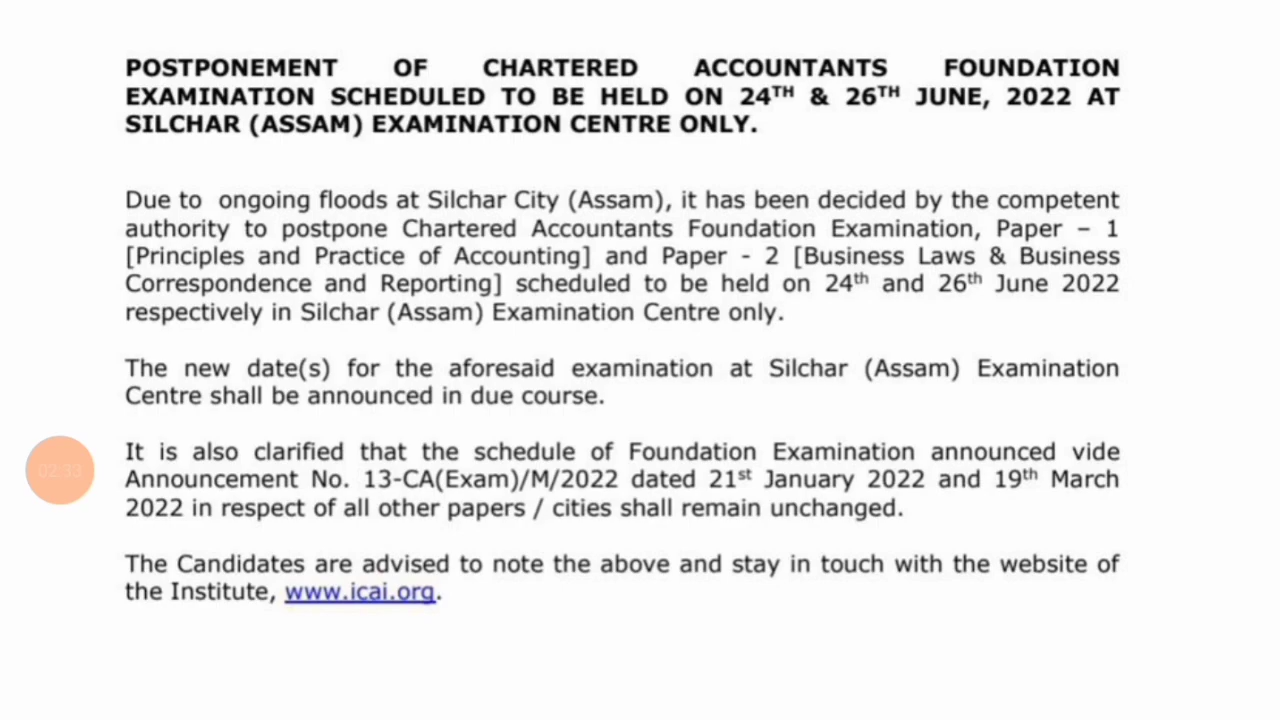 POSTPONEMENT OF CHARTERED ACCOUNTANTS FOUNDATION
EXAMINATION SCHEDULED TO BE HELD ON 24TH & 26TH JUNE, 2022 AT
SILCHAR (ASSAM) EXAMINATION CENTRE ONLY.
Due to ongoing floods at Silchar City (Assam), it has been decided by the competent
authority to postpone Chartered Accountants Foundation Examination, Paper – 1
[Principles and Practice of Accounting] and Paper - 2 [Business Laws & Business
Correspondence and Reporting] scheduled to be held on 24th and 26th June 2022
respectively in Silchar (Assam) Examination Centre only.
The new date(s) for the aforesaid examination at Silchar (Assam) Examination
Centre shall be announced in due course.
It is also clarified that the schedule of Foundation Examination announced vide
Announcement No. 13-CA(Exam)/M/2022 dated 21st January 2022 and 19th March
2022 in respect of all other papers / cities shall remain unchanged.
02:33
The Candidates are advised to note the above and stay in touch with the website of
the Institute, www.icai.org.